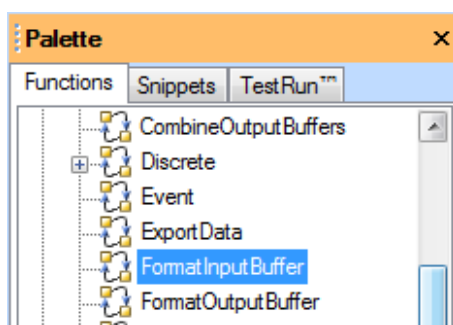 Palette
Functions Snippets TestRun™
CombineOutputBuffers
Discrete
Event
ExportData
FormatInputBuffer
FormatOutputBuffer